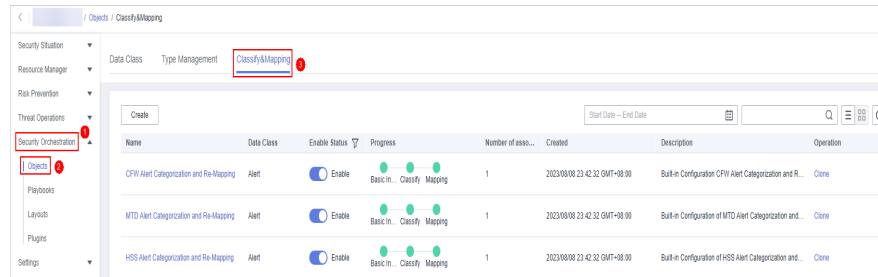 / Objects / Classify&Mapping
Security Situation
Resource Manager
Risk Prevention
Threat Operations
Security Orchestration 1
Objects 2
Playbooks
Layouts
Plugins
Settings
Data Class Type Management Classify&Mapping 3
Create Start Date -- End Date
Name Data Class Enable Status Progress Number of asso... Created Description Operation
CFW Alert Categorization and Re-Mapping Alert Enable Basic In... Classify Mapping 1 2023/08/08 23:42:32 GMT+08:00 Built-in Configuration CFW Alert Categorization and R... Clone
MTD Alert Categorization and Re-Mapping Alert Enable Basic In... Classify Mapping 1 2023/08/08 23:42:32 GMT+08:00 Built-in Configuration of MTD Alert Categorization and... Clone
HSS Alert Categorization and Re-Mapping Alert Enable Basic In... Classify Mapping 1 2023/08/08 23:42:32 GMT+08:00 Built-in Configuration of HSS Alert Categorization and... Clone